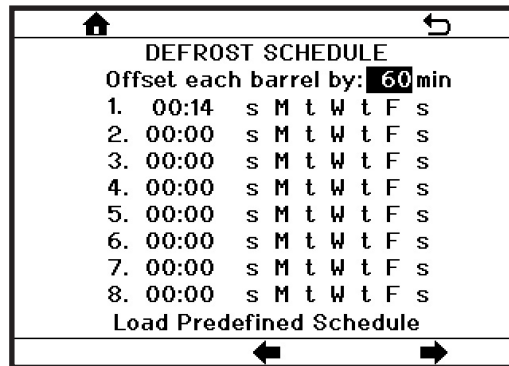 DEFROST SCHEDULE
Offset each barrel by: 60 min
1. 00:14 s M t W t F s
2. 00:00 s M t W t F s
3. 00:00 s M t W t F s
4. 00:00 s M t W t F s
5. 00:00 s M t W t F s
6. 00:00 s M t W t F s
7. 00:00 s M t W t F s
8. 00:00 s M t W t F s
Load Predefined Schedule